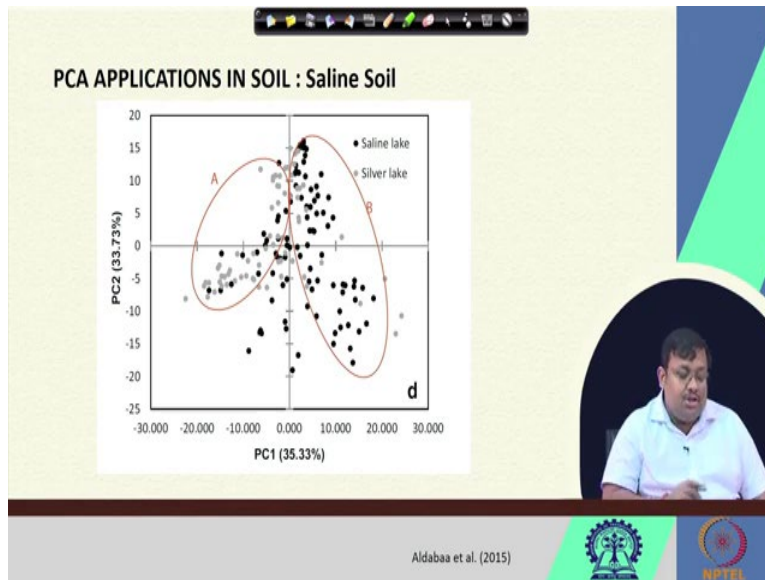 PCA APPLICATIONS IN SOIL : Saline Soil
20
15
10
5
0
-5
-10
-15
-20
-25
PC2 (33.73%)
A
B
Saline lake
Silver lake
d
-30.000 -20.000 -10.000 0.000 10.000 20.000 30.000
PC1 (35.33%)
Aldabaa et al. (2015)
NPTEL